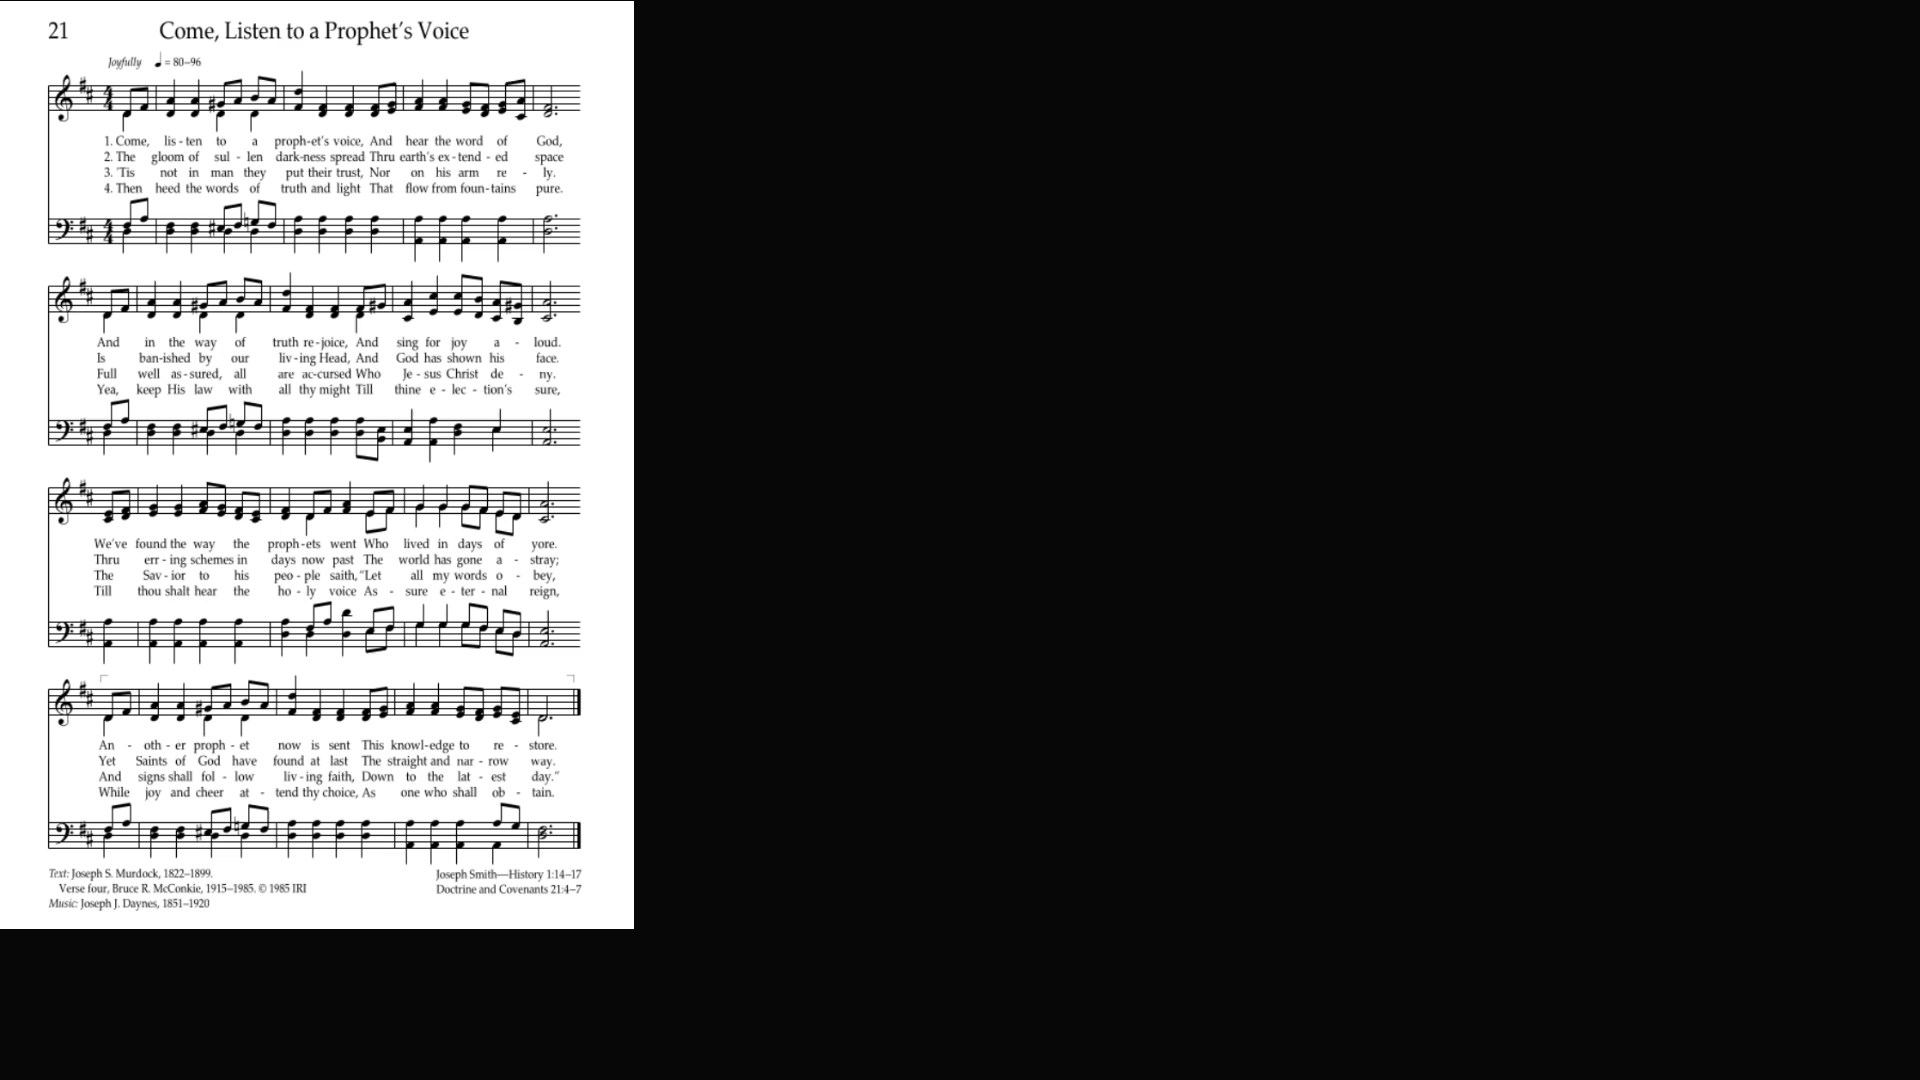 21 Come, Listen to a Prophet’s Voice
Joyfully ♩ = 80–96
1. Come, lis - ten to a proph-et’s voice, And hear the word of God,
2. The gloom of sul - len dark-ness spread Thru earth’s ex - tend - ed space
3. ’Tis not in man they put their trust, Nor on his arm re - ly.
4. Then heed the words of truth and light That flow from foun-tains pure.
And in the way of truth re-joice, And sing for joy a - loud.
Is ban-ished by our liv-ing Head, And God has shown his face.
Full well as-sured, all are ac-cursed Who Je - sus Christ de - ny.
Yea, keep His law with all thy might Till thine e - lec - tion’s sure,
We’ve found the way the proph-ets went Who lived in days of yore.
Thru err - ing schemes in days now past The world has gone a - stray;
The Sav - ior to his peo - ple saith, “Let all my words o - bey,
Till thou shalt hear the ho - ly voice As - sure e - ter - nal reign,
An - oth - er proph - et now is sent This knowl-edge to re - store.
Yet Saints of God have found at last The straight and nar - row way.
And signs shall fol - low liv - ing faith, Down to the lat - est day.”
While joy and cheer at - tend thy choice, As one who shall ob - tain.
Text: Joseph S. Murdock, 1822–1899.
Verse four, Bruce R. McConkie, 1915–1985. © 1985 IRI
Music: Joseph J. Daynes, 1851–1920
Joseph Smith—History 1:14–17
Doctrine and Covenants 21:4–7